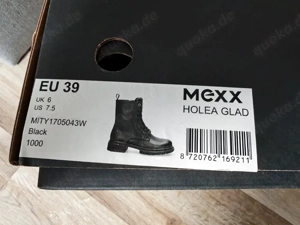 EU 39
UK 6
US 7.5
MITY1705043W
Black
1000
MEXX
HOLEA GLAD
8 720762 169211